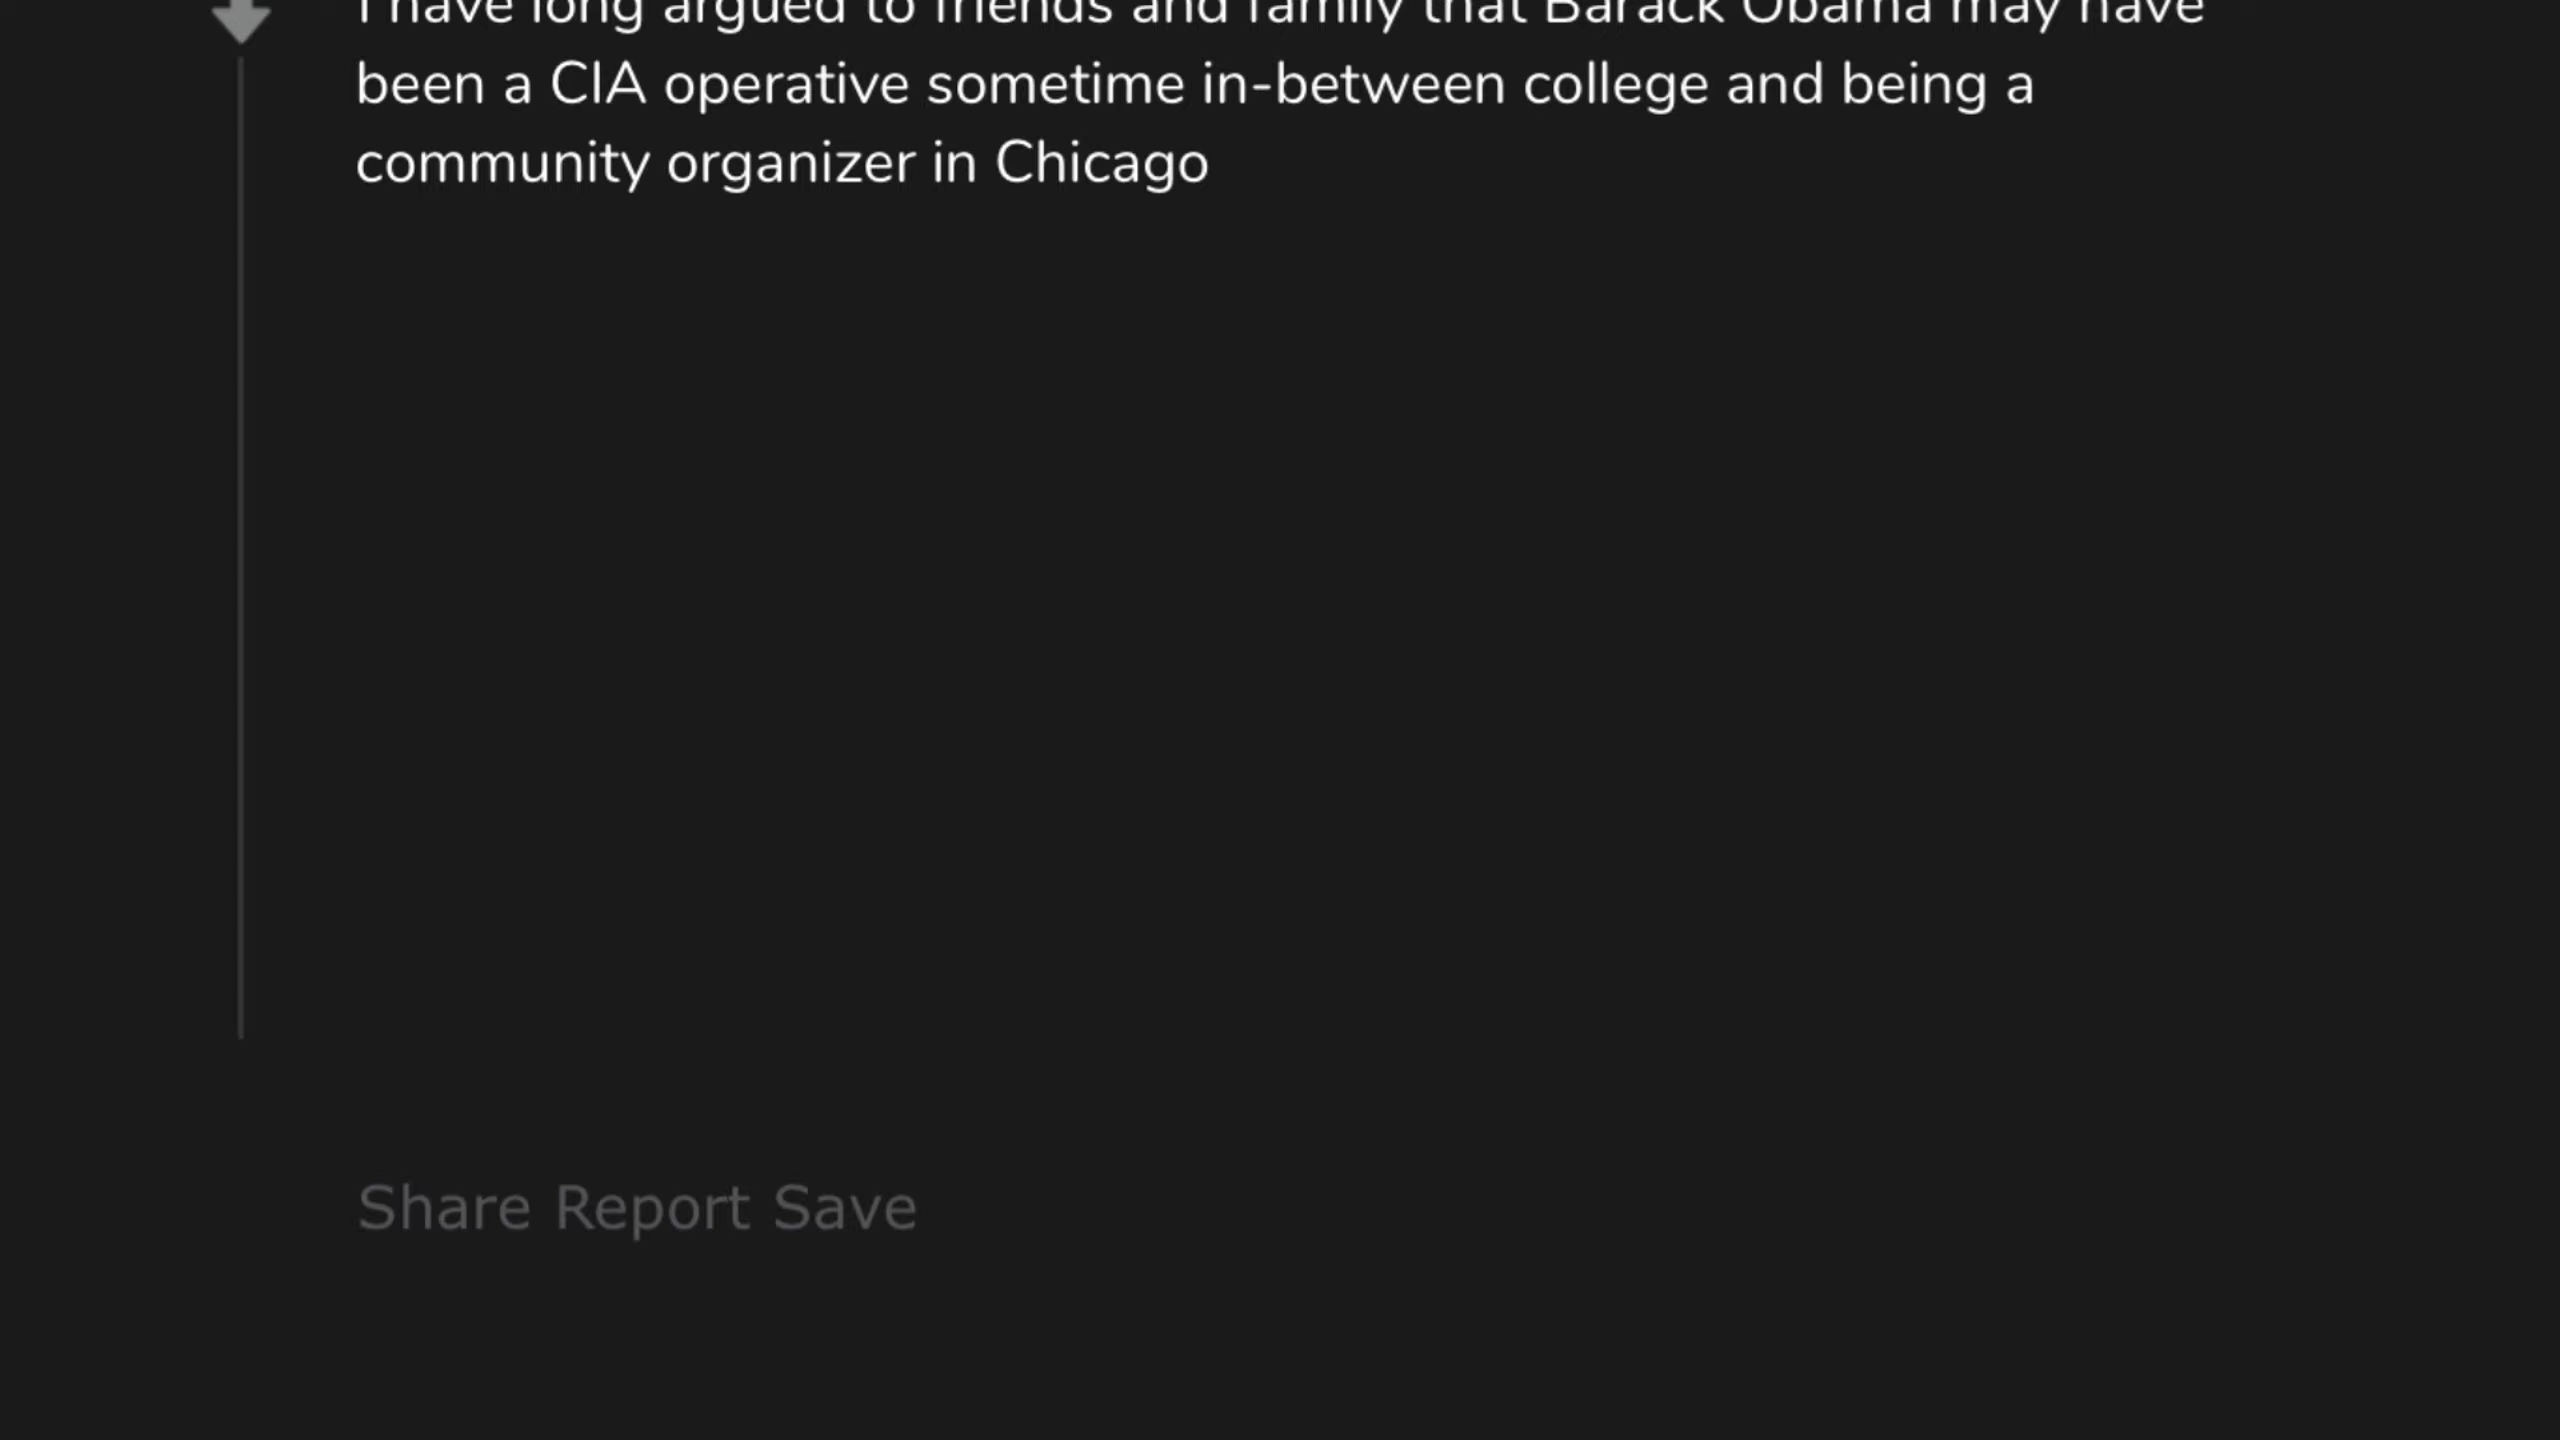 I have long argued to friends and family that Barack Obama may have
been a CIA operative sometime in-between college and being a
community organizer in Chicago
Share Report Save